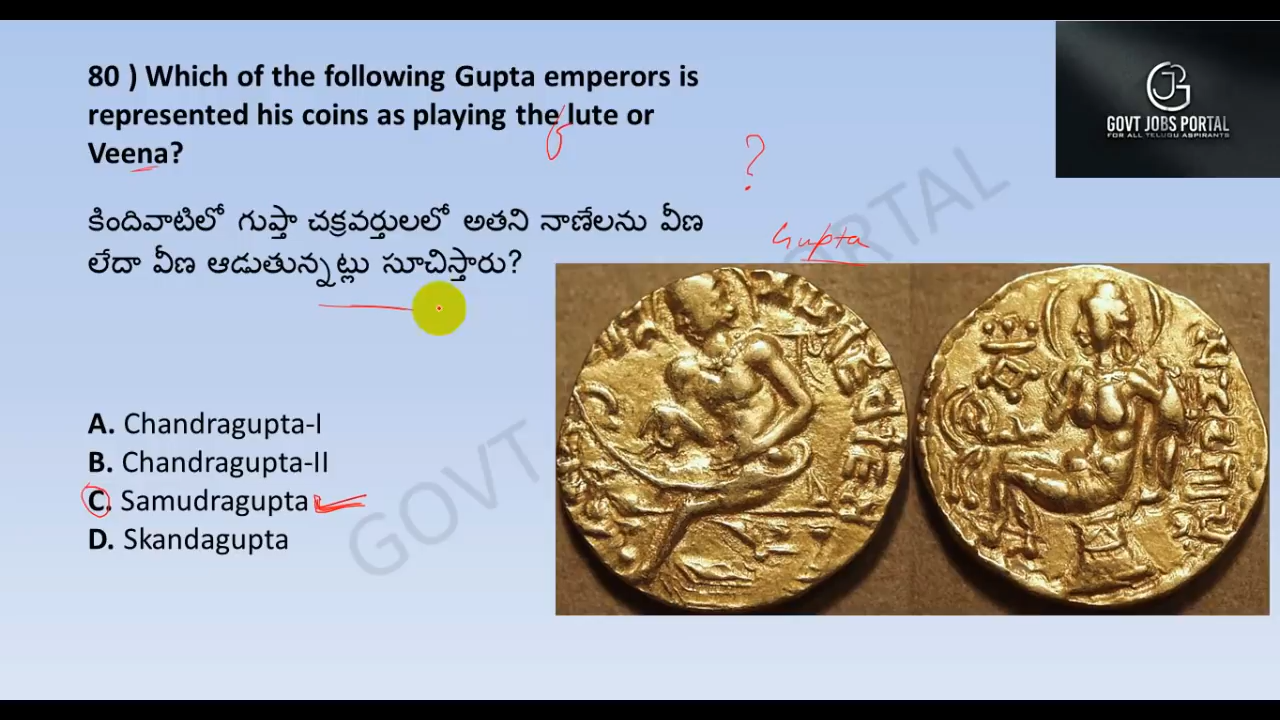 80 ) Which of the following Gupta emperors is
represented his coins as playing the lute or
Veena?
కిందివాటిలో గుప్తా చక్రవర్తులలో అతని నాణేలను వీణ
లేదా వీణ ఆడుతున్నట్లు సూచిస్తారు?
A. Chandragupta-I
B. Chandragupta-II
C. Samudragupta
D. Skandagupta
?
Gupta
GOVT JOBS PORTAL
FOR ALL TELUGU ASPIRANTS
GOVT PORTAL